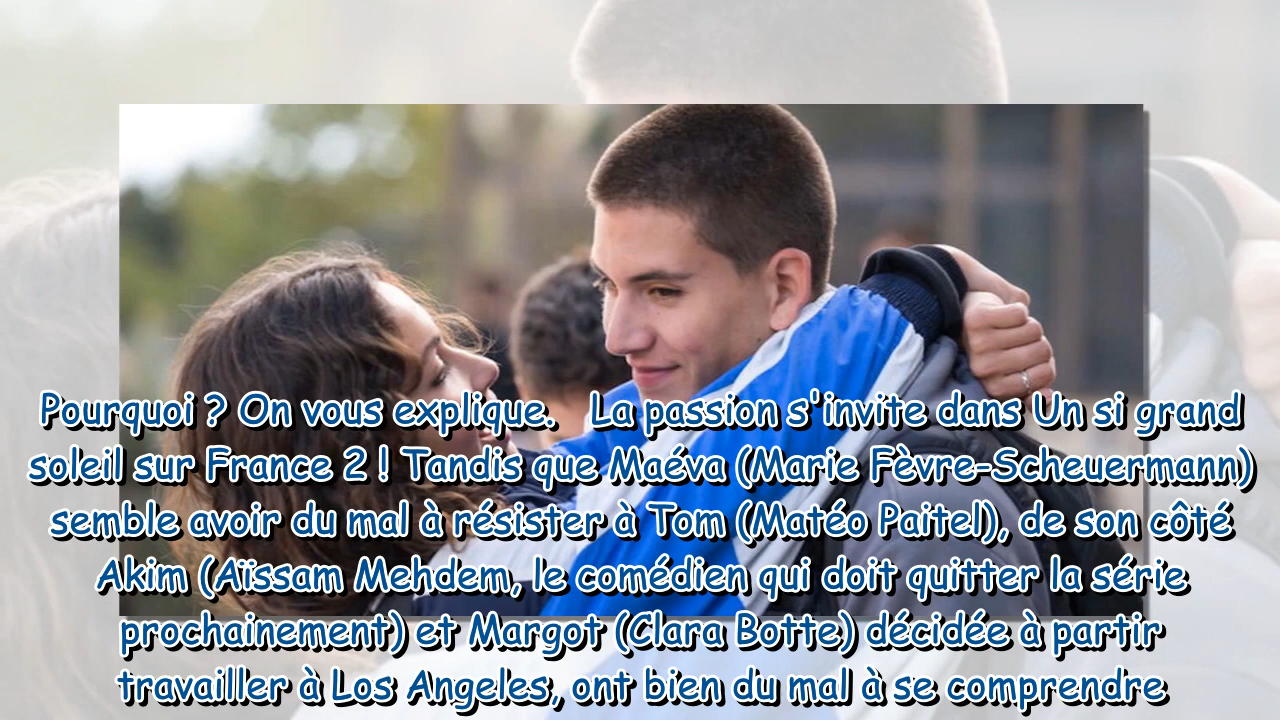 Pourquoi ? On vous explique.   La passion s'invite dans Un si grand
soleil sur France 2 ! Tandis que Maéva (Marie Fèvre-Scheuermann)
semble avoir du mal à résister à Tom (Matéo Paitel), de son côté
Akim (Aïssam Mehdem, le comédien qui doit quitter la série
prochainement) et Margot (Clara Botte) décidée à partir
travailler à Los Angeles, ont bien du mal à se comprendre